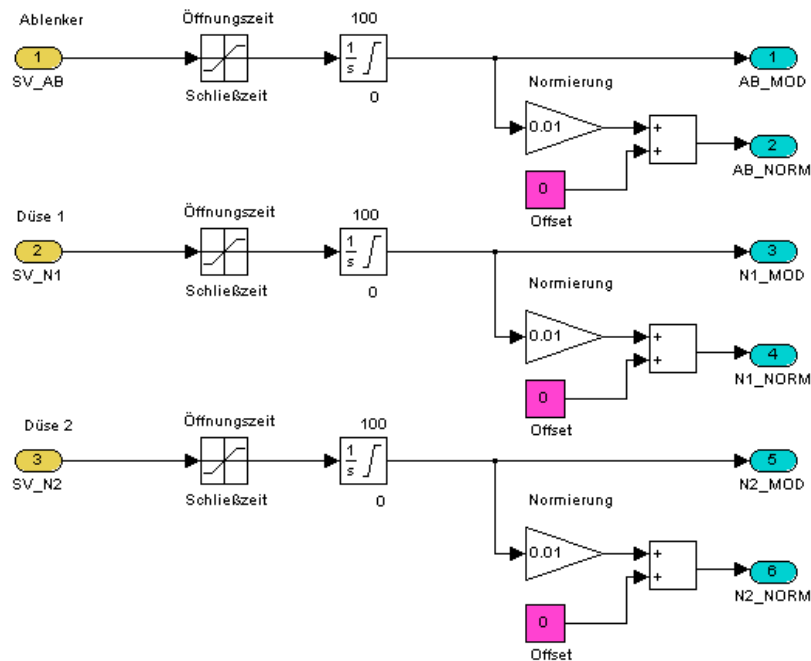 Ablenker
Öffnungszeit
100
1
SV_AB
Schließzeit
1
s
0
1
AB_MOD
Normierung
0.01
+
+
2
AB_NORM
0
Offset
Düse 1
Öffnungszeit
100
2
SV_N1
Schließzeit
1
s
0
3
N1_MOD
Normierung
0.01
+
+
4
N1_NORM
0
Offset
Düse 2
Öffnungszeit
100
3
SV_N2
Schließzeit
1
s
0
5
N2_MOD
Normierung
0.01
+
+
6
N2_NORM
0
Offset